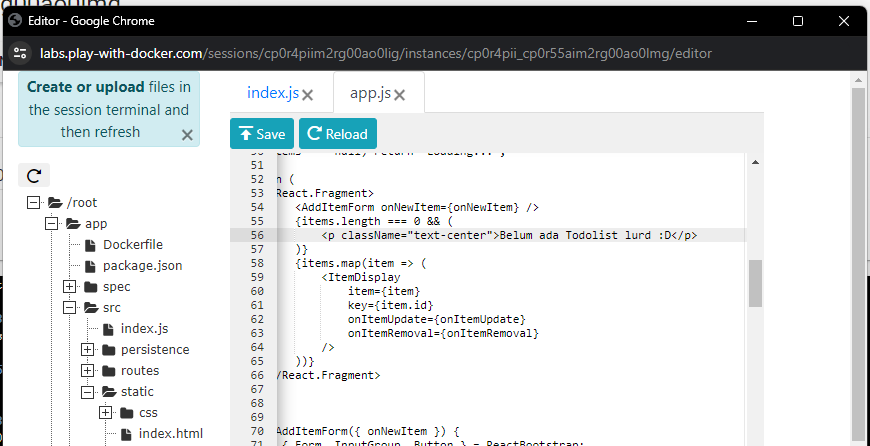 Editor - Google Chrome
labs.play-with-docker.com/sessions/cp0r4piim2rg00ao0lig/instances/cp0r4pii_cp0r55aim2rg00ao0lmg/editor
Create or upload files in
the session terminal and
then refresh
index.js
app.js
Save
Reload
/root
app
Dockerfile
package.json
spec
src
index.js
persistence
routes
static
css
index.html
51
52 n (
53 React.Fragment>
54 <AddItemForm onNewItem={onNewItem} />
55 {items.length === 0 && (
56 <p className="text-center">Belum ada Todolist lurd :D</p>
57 )}
58 {items.map(item => (
59 <ItemDisplay
60 item={item}
61 key={item.id}
62 onItemUpdate={onItemUpdate}
63 onItemRemoval={onItemRemoval}
64 />
65 ))}
66 /React.Fragment>
67
68
69
70 AddItemForm({ onNewItem }) {
71 { Form, InputGroup, Button } = ReactBootstrap;